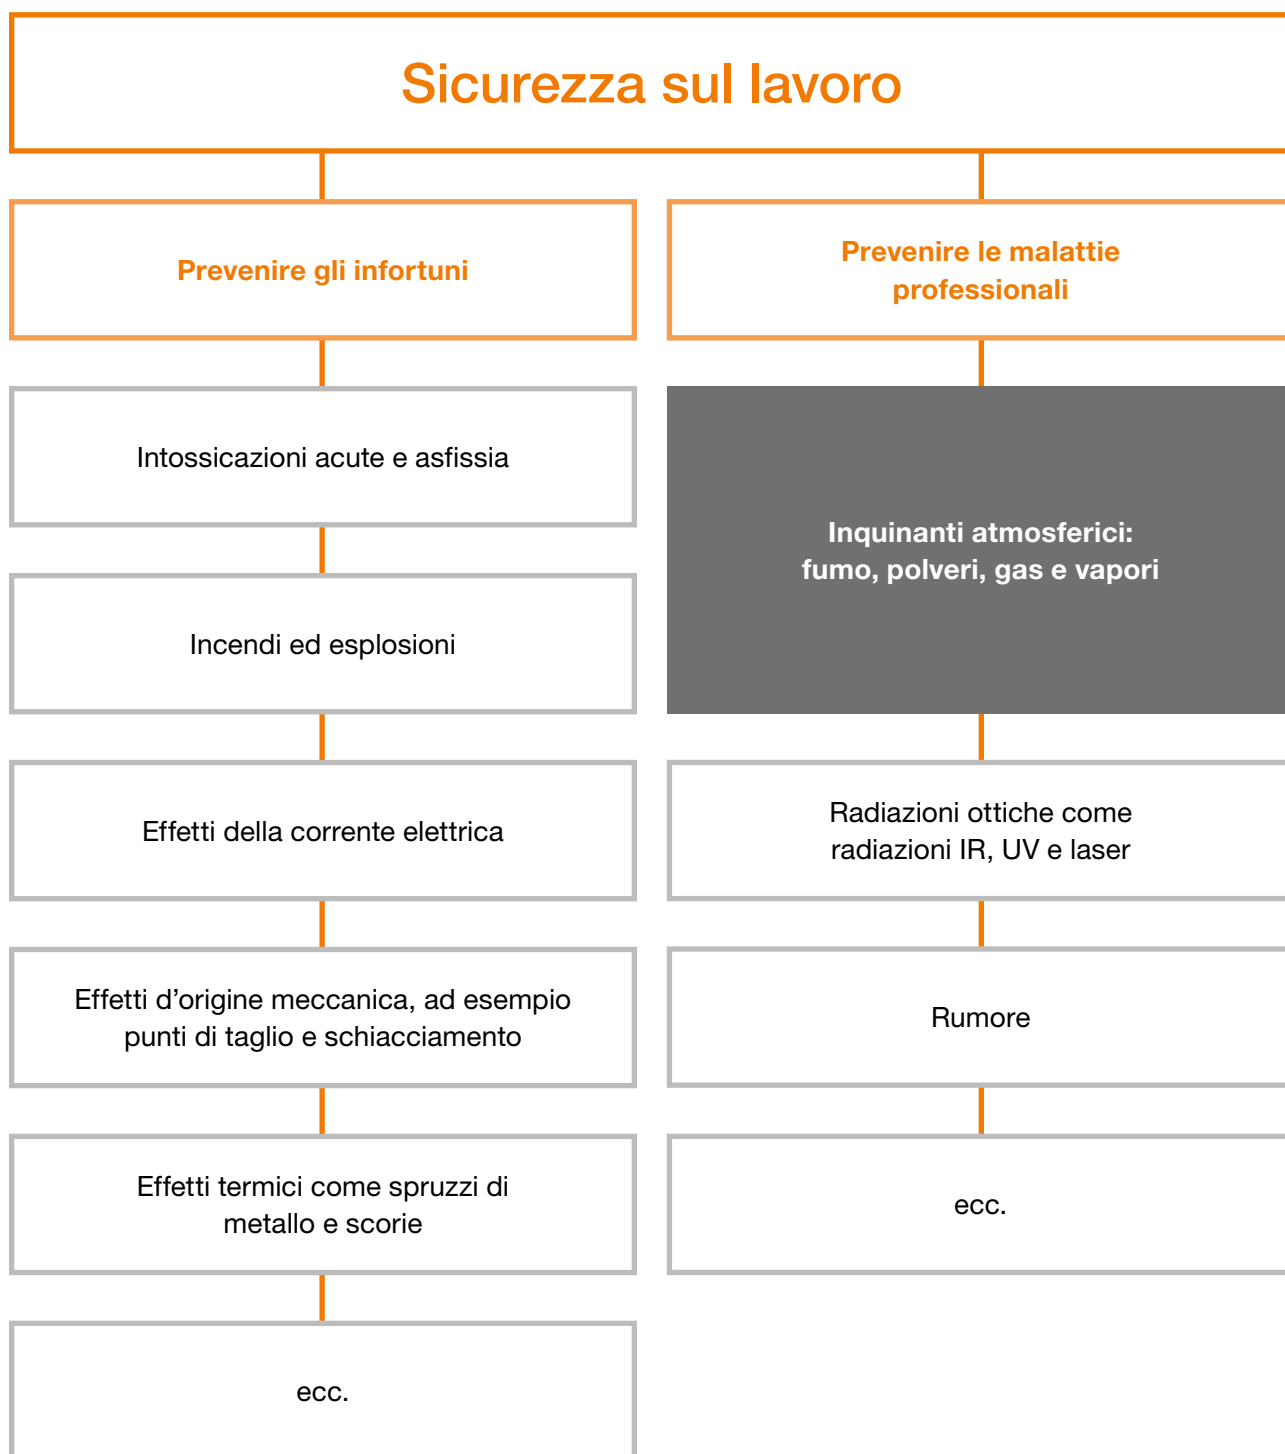 Sicurezza sul lavoro
Prevenire gli infortuni
Intossicazioni acute e asfissia
Incendi ed esplosioni
Effetti della corrente elettrica
Effetti d’origine meccanica, ad esempio
punti di taglio e schiacciamento
Effetti termici come spruzzi di
metallo e scorie
ecc.
Prevenire le malattie
professionali
Inquinanti atmosferici:
fumo, polveri, gas e vapori
Radiazioni ottiche come
radiazioni IR, UV e laser
Rumore
ecc.